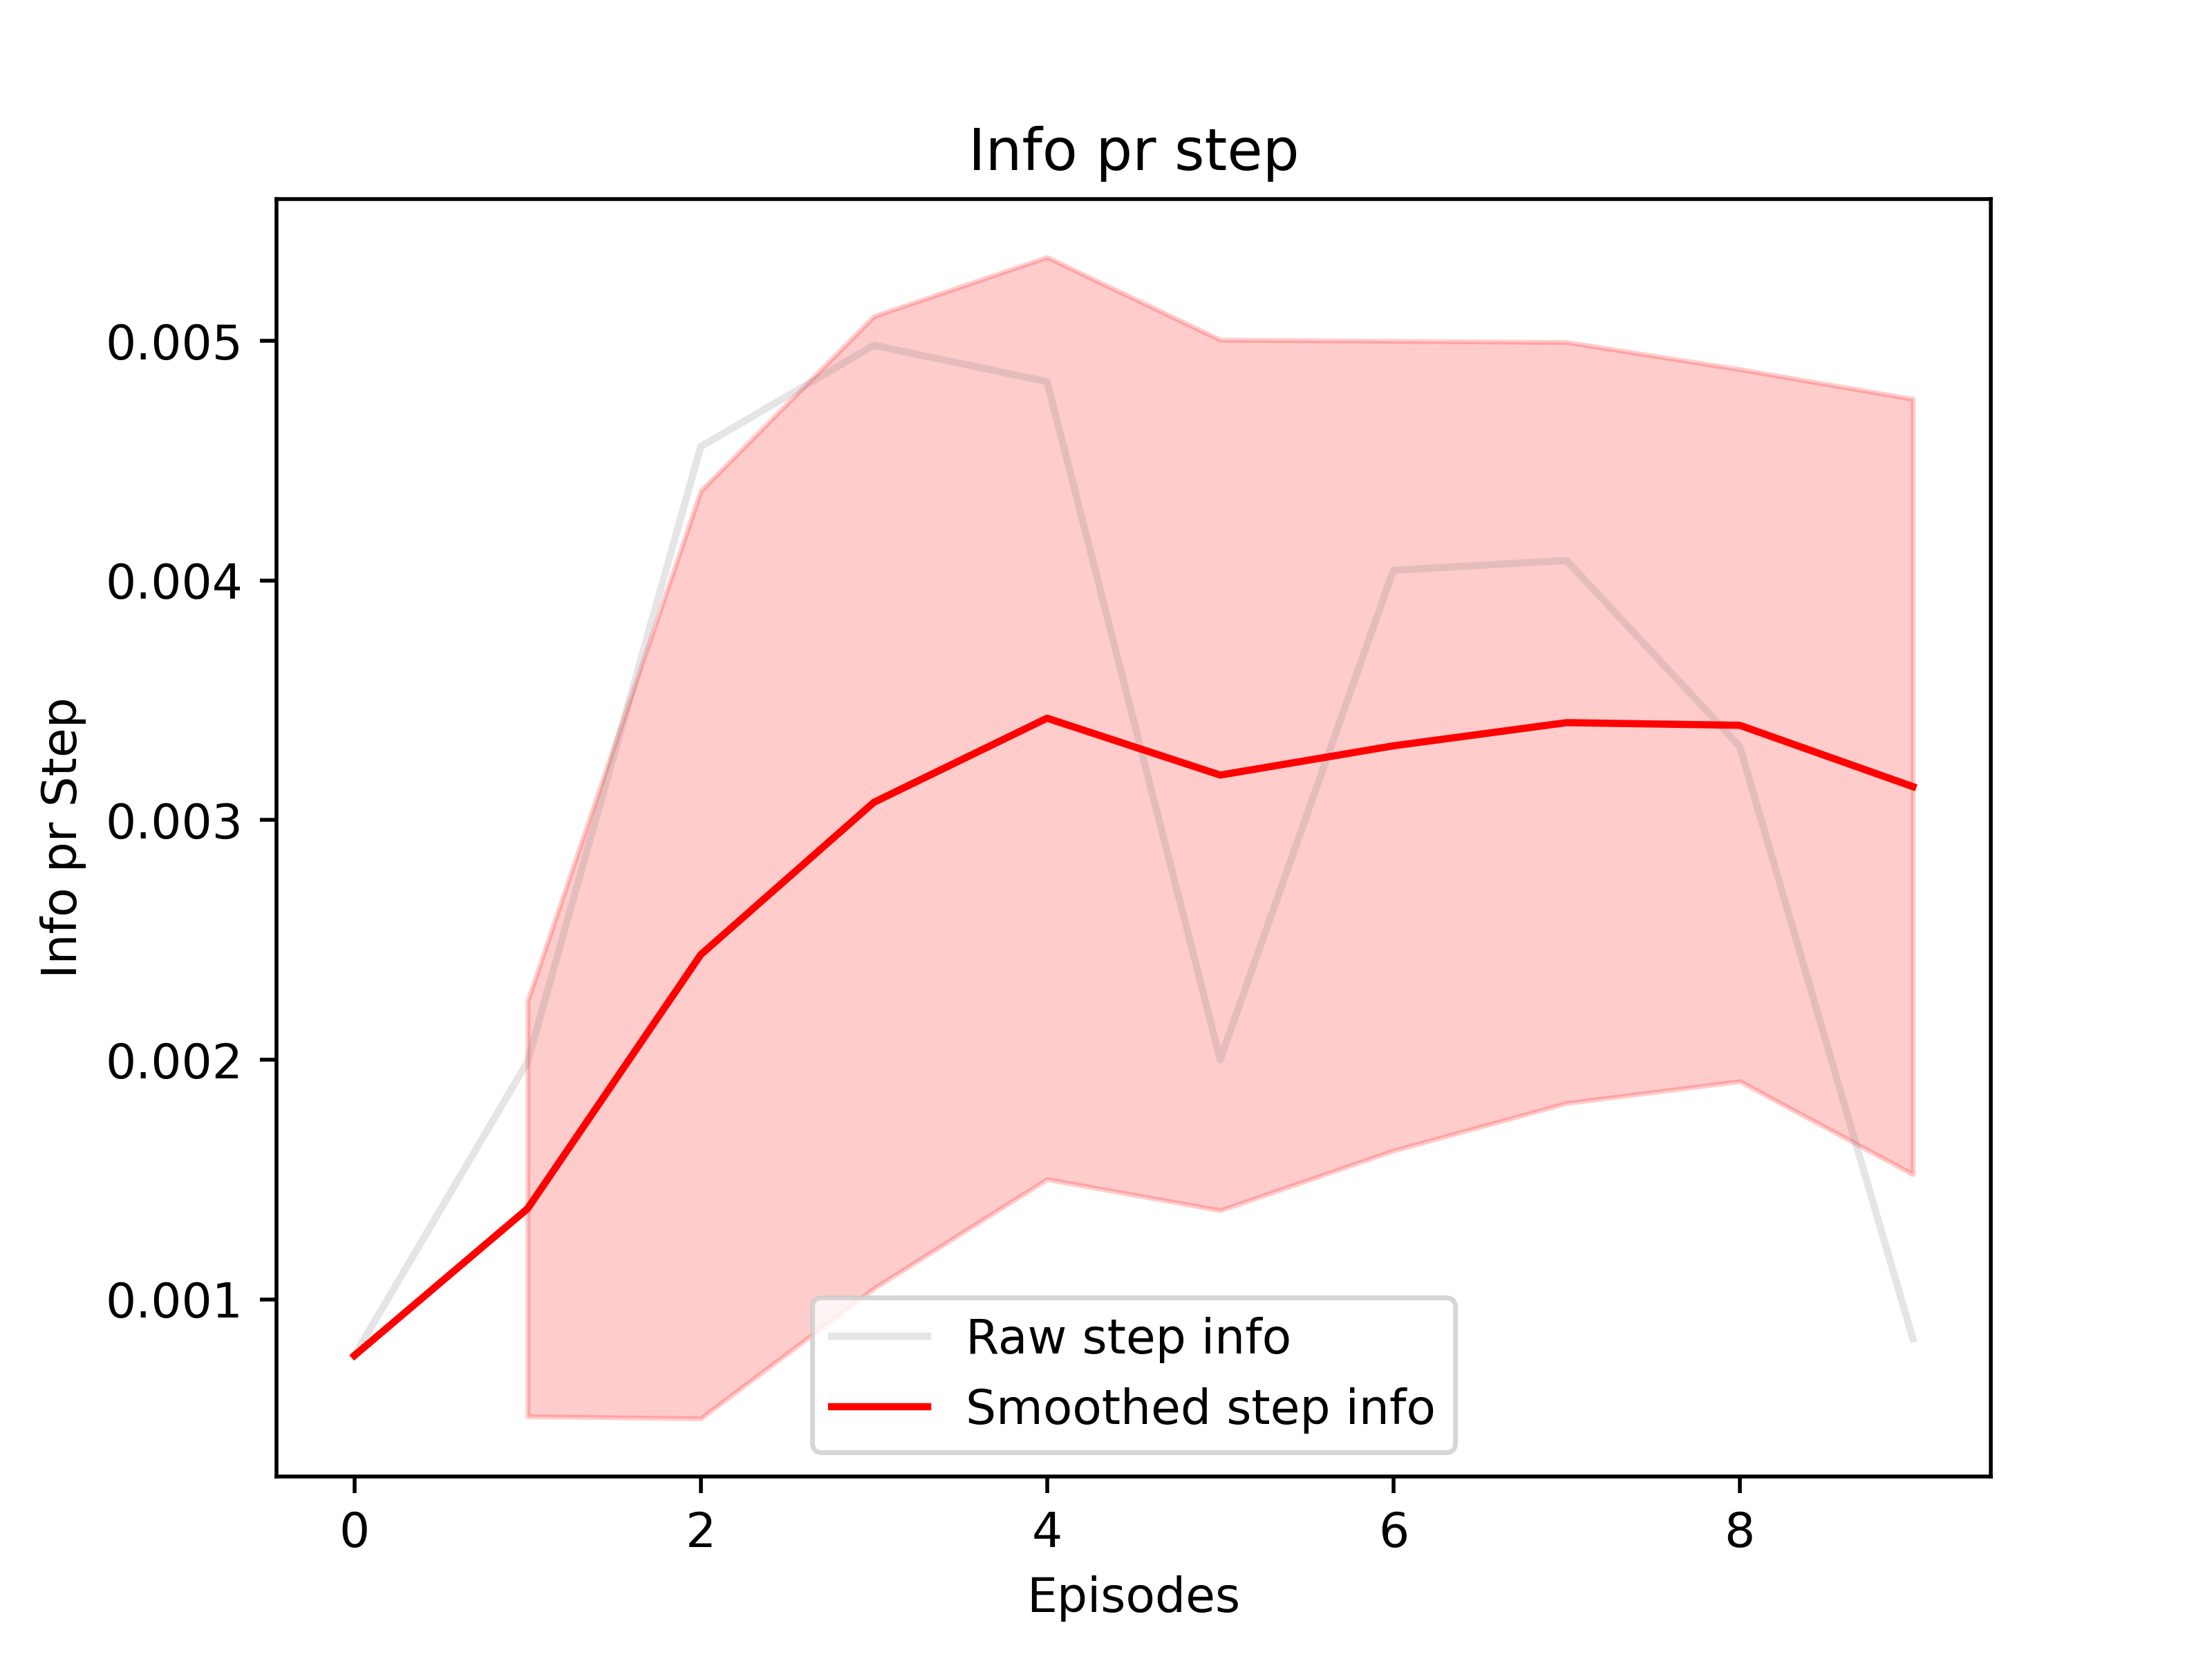 Info pr step
Info pr Step
0.005
0.004
0.003
0.002
0.001
Raw step info
Smoothed step info
0 2 4 6 8
Episodes